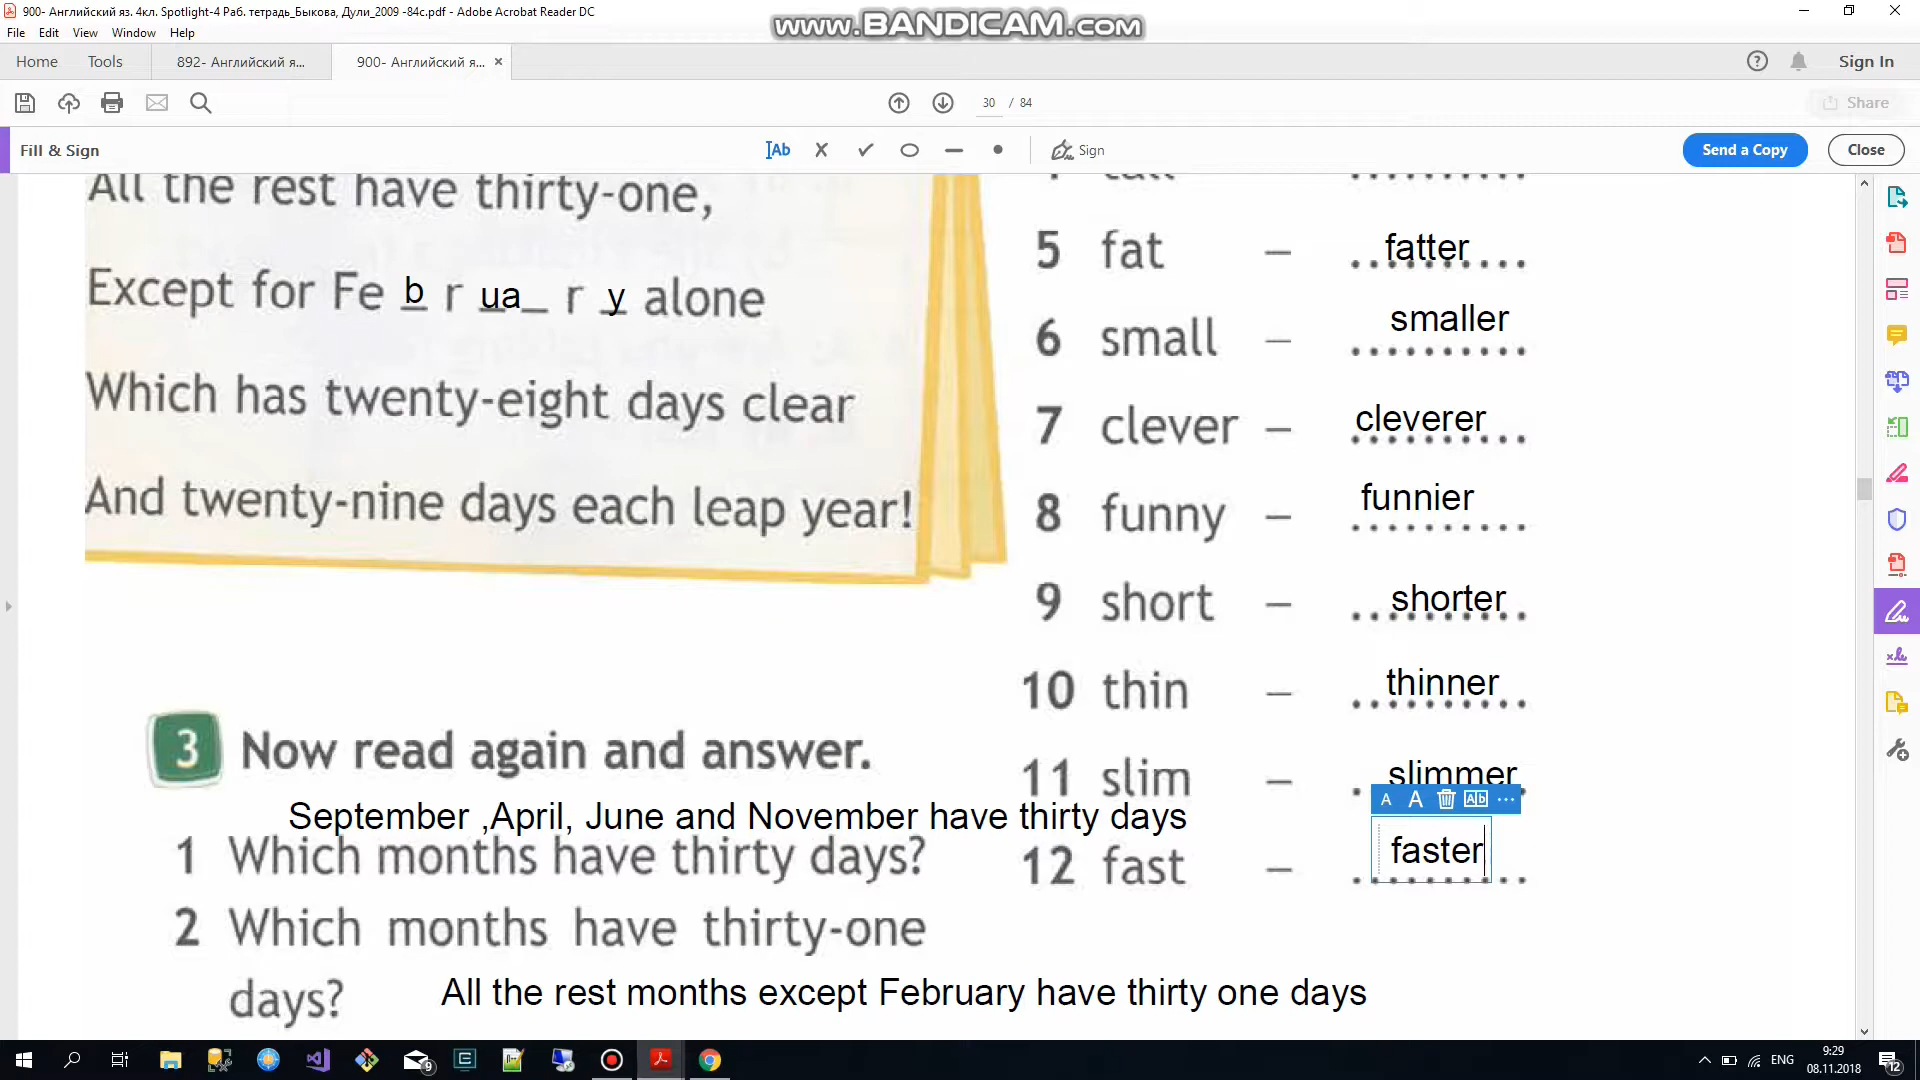 900- Английский яз. 4кл. Spotlight-4 Раб. тетрадь_Быкова, Дули_2009 -84с.pdf - Adobe Acrobat Reader DC
www.BANDICAM.com
File Edit View Window Help
Home Tools 892- Английский я... 900- Английский я... × Sign In
30 / 84 Share
Fill & Sign Ab Sign Send a Copy Close
All the rest have thirty-one,
Except for Fe b r ua_ r y alone
Which has twenty-eight days clear
And twenty-nine days each leap year!
3 Now read again and answer.
September ,April, June and November have thirty days
1 Which months have thirty days?
2 Which months have thirty-one
days?
All the rest months except February have thirty one days
5 fat – fatter
6 small – smaller
7 clever – cleverer
8 funny – funnier
9 short – shorter
10 thin – thinner
11 slim – slimmer
A A Ab ...
12 fast – faster
9 ENG 9:29
08.11.2018 12